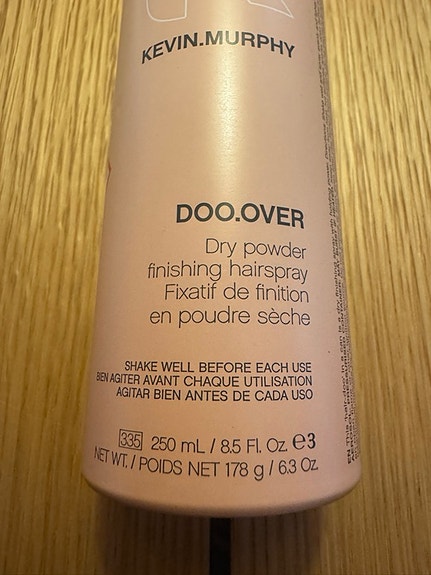 KEVIN.MURPHY
DOO.OVER
Dry powder
finishing hairspray
Fixatif de finition
en poudre sèche
SHAKE WELL BEFORE EACH USE
BIEN AGITER AVANT CHAQUE UTILISATION
AGITAR BIEN ANTES DE CADA USO
335 250 mL / 8.5 Fl. Oz. e3
NET WT. / POIDS NET 178 g / 6.3 Oz.